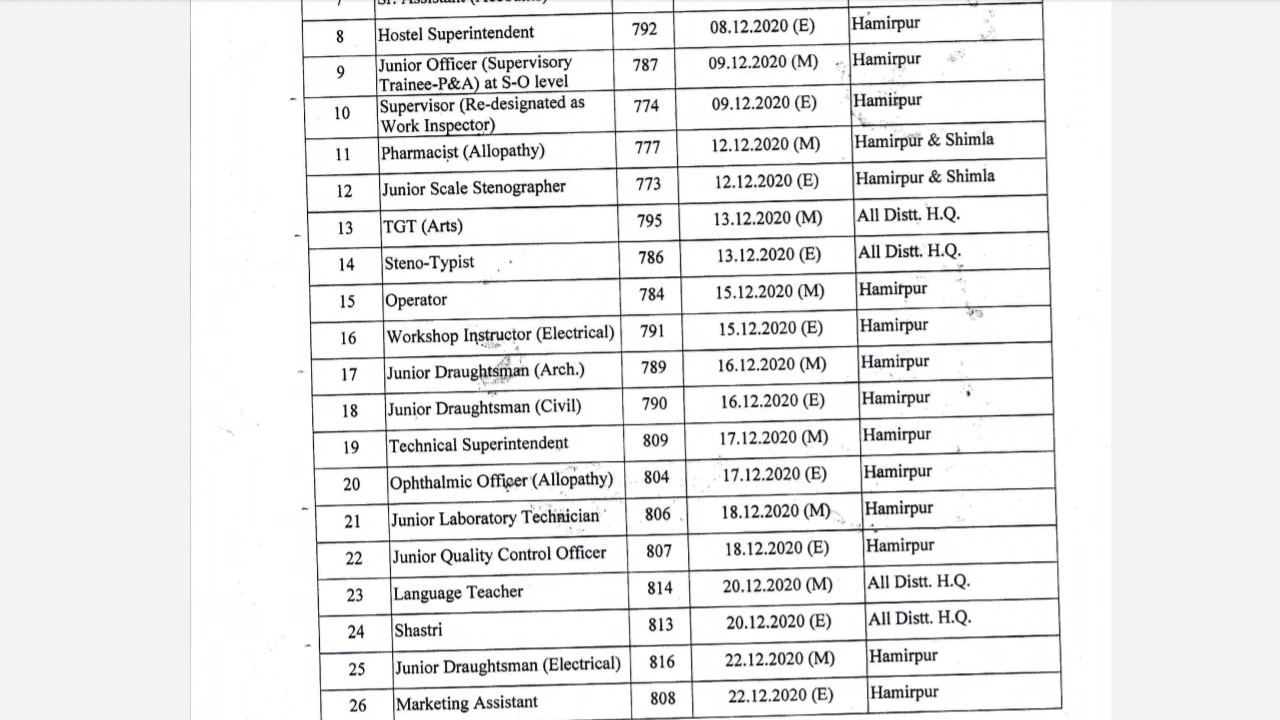 8 Hostel Superintendent 792 08.12.2020 (E) Hamirpur
9 Junior Officer (Supervisory Trainee-P&A) at S-O level 787 09.12.2020 (M) Hamirpur
10 Supervisor (Re-designated as Work Inspector) 774 09.12.2020 (E) Hamirpur
11 Pharmacist (Allopathy) 777 12.12.2020 (M) Hamirpur & Shimla
12 Junior Scale Stenographer 773 12.12.2020 (E) Hamirpur & Shimla
13 TGT (Arts) 795 13.12.2020 (M) All Distt. H.Q.
14 Steno-Typist 786 13.12.2020 (E) All Distt. H.Q.
15 Operator 784 15.12.2020 (M) Hamirpur
16 Workshop Instructor (Electrical) 791 15.12.2020 (E) Hamirpur
17 Junior Draughtsman (Arch.) 789 16.12.2020 (M) Hamirpur
18 Junior Draughtsman (Civil) 790 16.12.2020 (E) Hamirpur
19 Technical Superintendent 809 17.12.2020 (M) Hamirpur
20 Ophthalmic Officer (Allopathy) 804 17.12.2020 (E) Hamirpur
21 Junior Laboratory Technician 806 18.12.2020 (M) Hamirpur
22 Junior Quality Control Officer 807 18.12.2020 (E) Hamirpur
23 Language Teacher 814 20.12.2020 (M) All Distt. H.Q.
24 Shastri 813 20.12.2020 (E) All Distt. H.Q.
25 Junior Draughtsman (Electrical) 816 22.12.2020 (M) Hamirpur
26 Marketing Assistant 808 22.12.2020 (E) Hamirpur